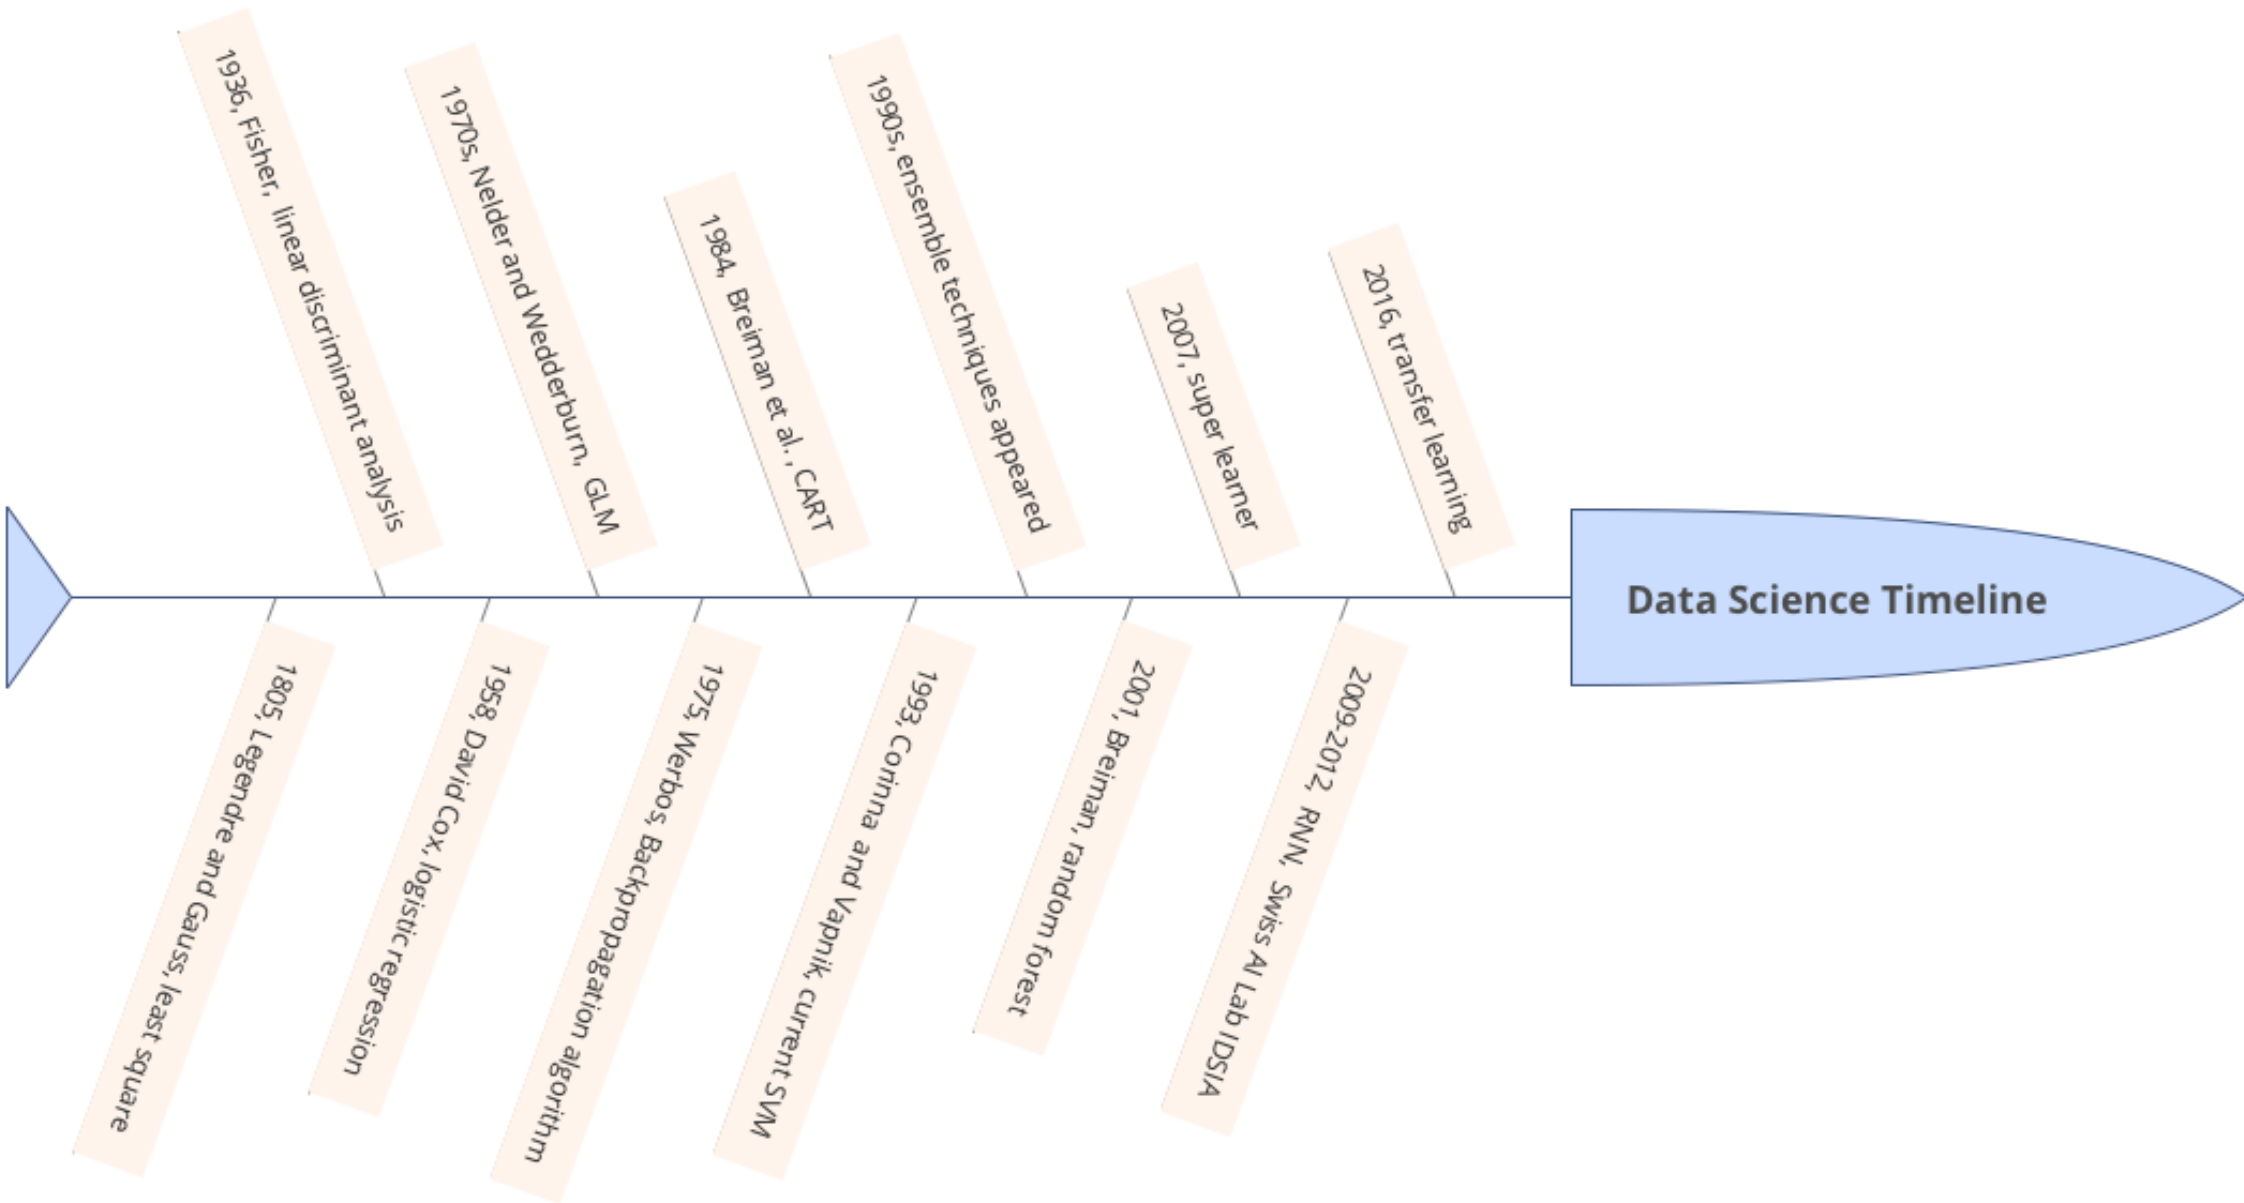 1936, Fisher, linear discriminant analysis
1970s, Nelder and Wedderburn, GLM
1984, Breiman et al. , CART
1990s, ensemble techniques appeared
2007, super learner
2016, transfer learning
Data Science Timeline
1805, Legendre and Gauss, least square
1958, David Cox, logistic regression
1975, Werbos, Backpropagation algorithm
1993, Corinna and Vapnik, current SVM
2001, Breiman, random forest
2009-2012, RNN, Swiss AI Lab IDSIA